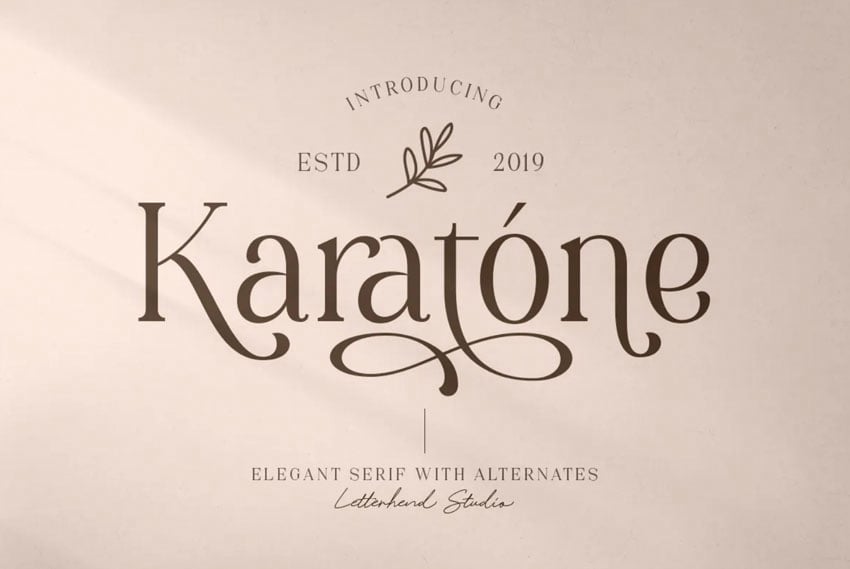 INTRODUCING
ESTD 2019
Karatóne
ELEGANT SERIF WITH ALTERNATES
Letterhend Studio